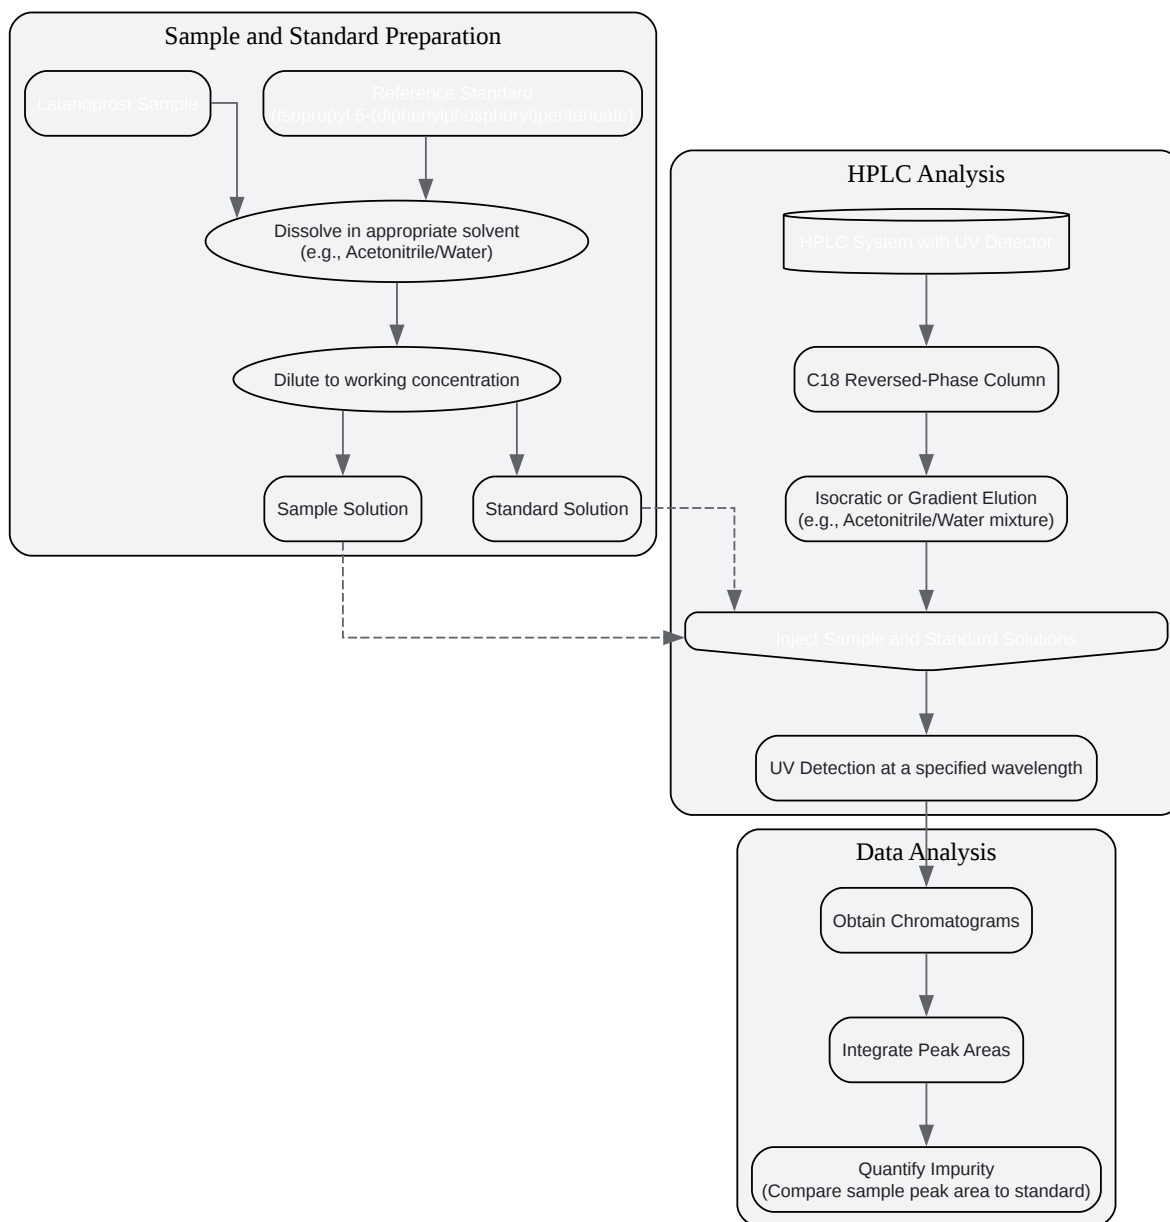 Sample and Standard Preparation
Latanoprost Sample
Reference Standard
(Isopropyl 5-(diphenylphosphoryl)pentanoate)
Dissolve in appropriate solvent
(e.g., Acetonitrile/Water)
Dilute to working concentration
Sample Solution
Standard Solution
HPLC Analysis
HPLC System with UV Detector
C18 Reversed-Phase Column
Isocratic or Gradient Elution
(e.g., Acetonitrile/Water mixture)
Inject Sample and Standard Solutions
UV Detection at a specified wavelength
Data Analysis
Obtain Chromatograms
Integrate Peak Areas
Quantify Impurity
(Compare sample peak area to standard)